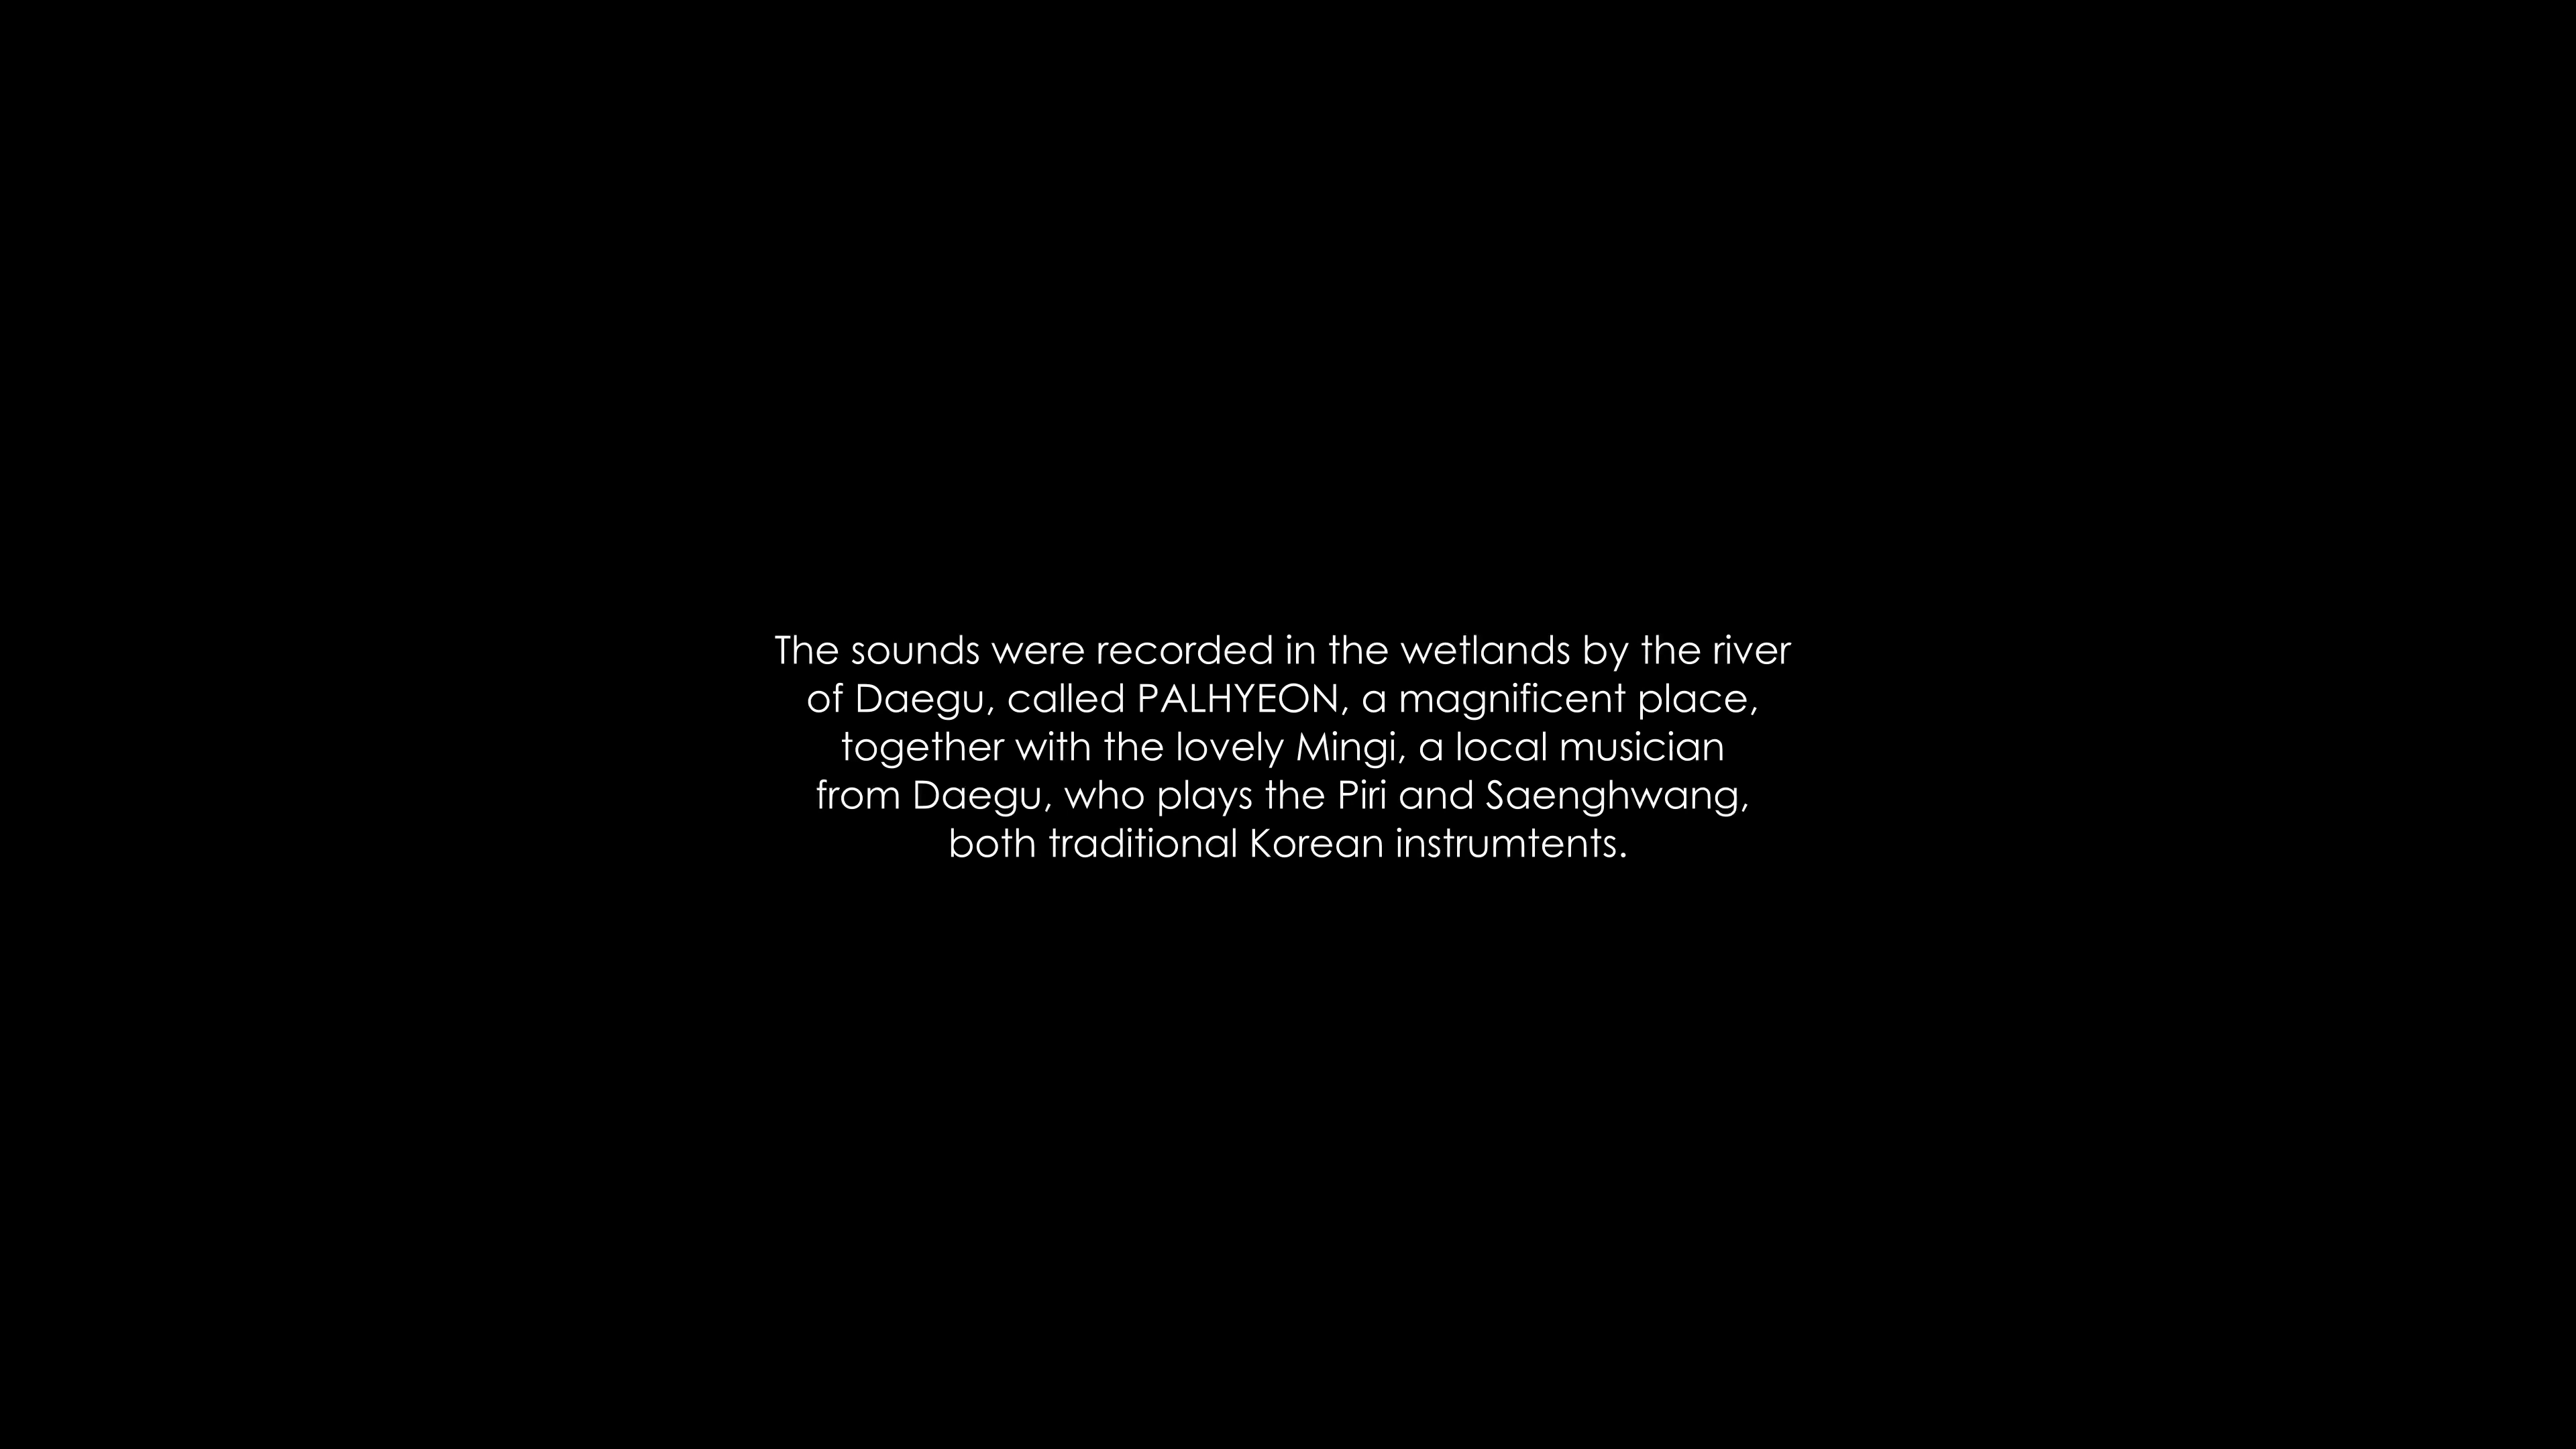 The sounds were recorded in the wetlands by the river
of Daegu, called PALHYEON, a magnificent place,
together with the lovely Mingi, a local musician
from Daegu, who plays the Piri and Saenghwang,
both traditional Korean instrumtents.